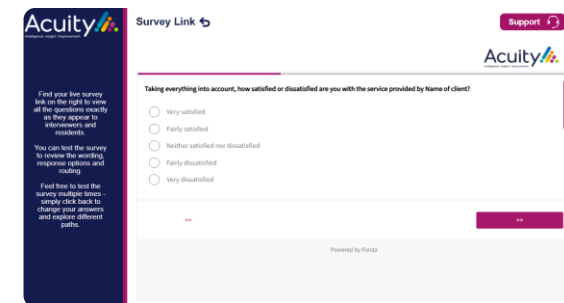 Acuity
Intelligence. Insight. Improvement.
Find your live survey
link on the right to view
all the questions exactly
as they appear to
interviewers and
residents.
You can test the survey
to review the wording,
response options and
routing.
Feel free to test the
survey multiple times -
simply click back to
change your answers
and explore different
paths.
Survey Link
Support
Acuity
Taking everything into account, how satisfied or dissatisfied are you with the service provided by Name of client?
Very satisfied
Fairly satisfied
Neither satisfied nor dissatisfied
Fairly dissatisfied
Very dissatisfied
<<
>>
Powered by Forsta